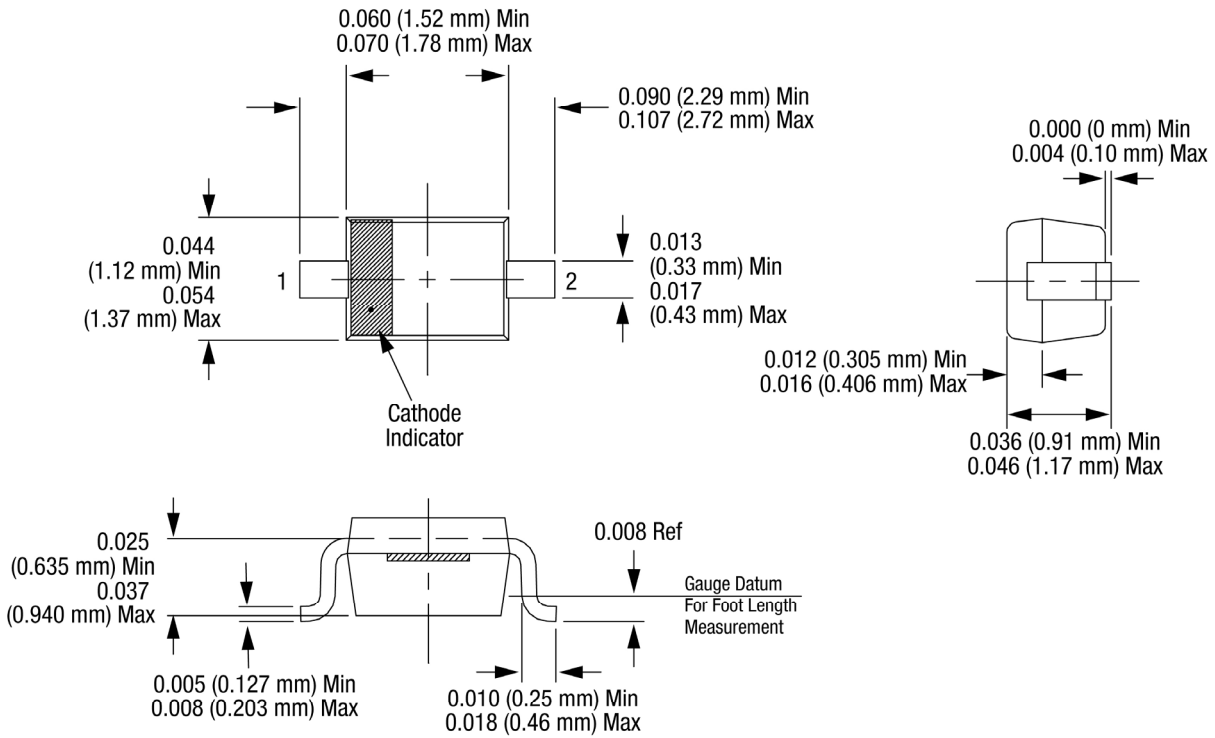 0.060 (1.52 mm) Min
0.070 (1.78 mm) Max
0.090 (2.29 mm) Min
0.107 (2.72 mm) Max
0.000 (0 mm) Min
0.004 (0.10 mm) Max
0.044
(1.12 mm) Min
0.054
(1.37 mm) Max
1
2
0.013
(0.33 mm) Min
0.017
(0.43 mm) Max
Cathode
Indicator
0.012 (0.305 mm) Min
0.016 (0.406 mm) Max
0.036 (0.91 mm) Min
0.046 (1.17 mm) Max
0.025
(0.635 mm) Min
0.037
(0.940 mm) Max
0.008 Ref
Gauge Datum
For Foot Length
Measurement
0.005 (0.127 mm) Min
0.008 (0.203 mm) Max
0.010 (0.25 mm) Min
0.018 (0.46 mm) Max